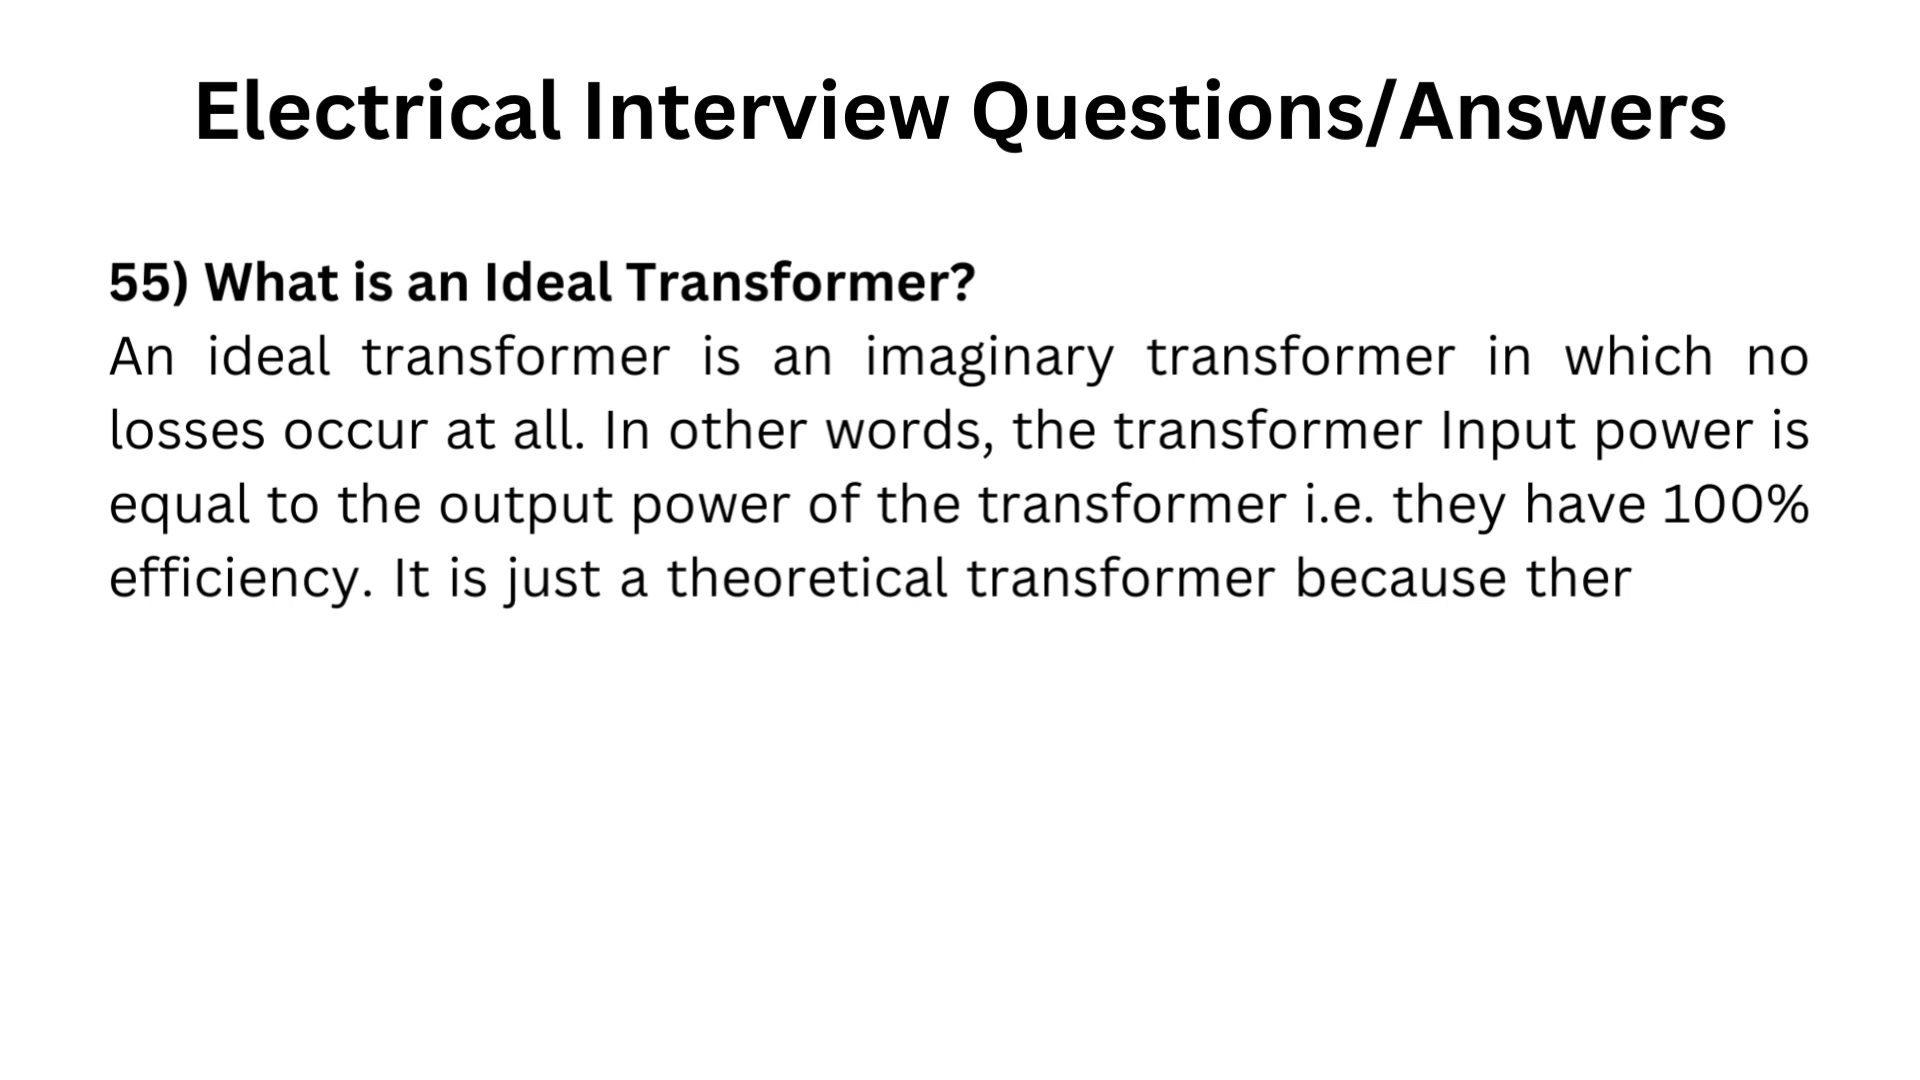 Electrical Interview Questions/Answers
55) What is an Ideal Transformer?
An ideal transformer is an imaginary transformer in which no
losses occur at all. In other words, the transformer Input power is
equal to the output power of the transformer i.e. they have 100%
efficiency. It is just a theoretical transformer because ther